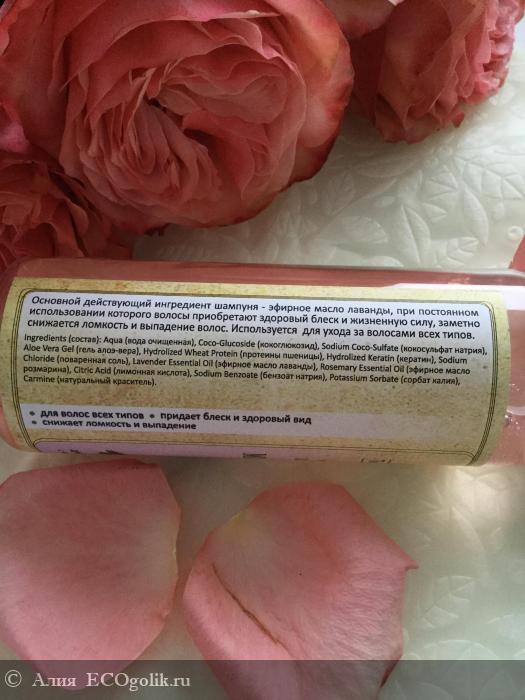 Основной действующий ингредиент шампуня - эфирное масло лаванды, при постоянном
использовании которого волосы приобретают здоровый блеск и жизненную силу, заметно
снижается ломкость и выпадение волос. Используется для ухода за волосами всех типов.
Ingredients (состав): Aqua (вода очищенная), Coco-Glucoside (кокоглюкозид), Sodium Coco-Sulfate (кокосульфат натрия),
Aloe Vera Gel (гель алоэ-вера), Hydrolized Wheat Protein (протеины пшеницы), Hydrolized Keratin (кератин), Sodium
Chloride (поваренная соль), Lavender Essential Oil (эфирное масло лаванды), Rosemary Essential Oil (эфирное масло
розмарина), Citric Acid (лимонная кислота), Sodium Benzoate (бензоат натрия), Potassium Sorbate (сорбат калия),
Carmine (натуральный краситель).
• для волос всех типов • придает блеск и здоровый вид
• снижает ломкость и выпадение
© Алия ECOgolik.ru